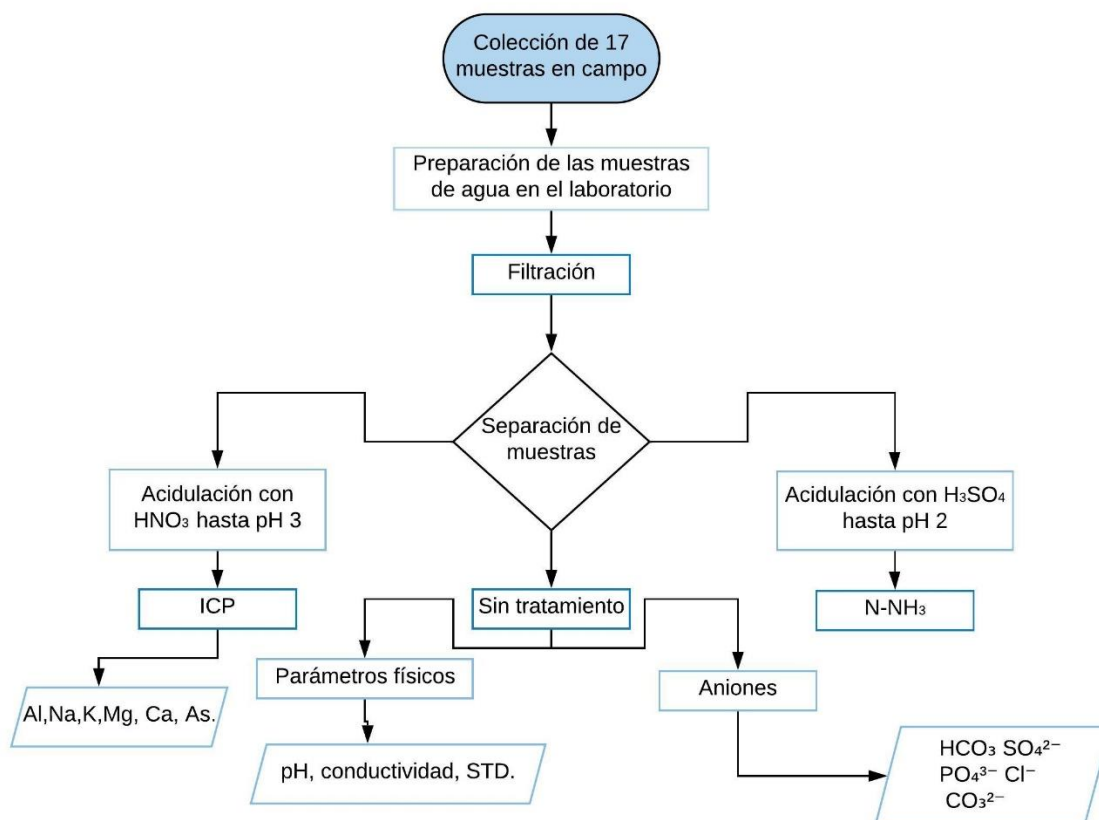 Colección de 17
muestras en campo
Preparación de las muestras
de agua en el laboratorio
Filtración
Separación de
muestras
Acidulación con
HNO₃ hasta pH 3
Acidulación con H₃SO₄
hasta pH 2
ICP
Sin tratamiento
N-NH₃
Parámetros físicos
Aniones
Al,Na,K,Mg, Ca, As.
pH, conductividad, STD.
HCO₃ SO₄²⁻
PO₄³⁻ Cl⁻
CO₃²⁻